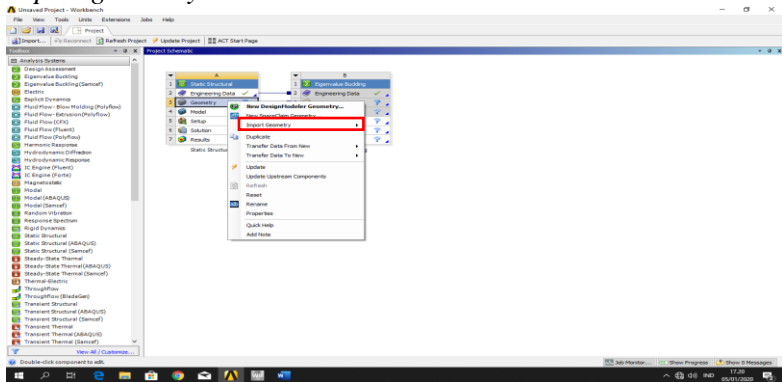 Unsaved Project - Workbench
File View Tools Units Extensions Jobs Help
Project
Import... Reconnect Refresh Project Update Project ACT Start Page
Toolbox
Project Schematic
Analysis Systems
Design Assessment
Eigenvalue Buckling
Eigenvalue Buckling (Samcef)
Electric
Explicit Dynamics
Fluid Flow - Blow Molding (Polyflow)
Fluid Flow - Extrusion (Polyflow)
Fluid Flow (CFX)
Fluid Flow (Fluent)
Fluid Flow (Polyflow)
Harmonic Response
Hydrodynamic Diffraction
Hydrodynamic Response
IC Engine (Fluent)
IC Engine (Forte)
Magnetostatic
Modal
Modal (ABAQUS)
Modal (Samcef)
Random Vibration
Response Spectrum
Rigid Dynamics
Static Structural
Static Structural (ABAQUS)
Static Structural (Samcef)
Steady-State Thermal
Steady-State Thermal (ABAQUS)
Steady-State Thermal (Samcef)
Thermal-Electric
Throughflow
Throughflow (BladeGen)
Transient Structural
Transient Structural (ABAQUS)
Transient Structural (Samcef)
Transient Thermal
Transient Thermal (ABAQUS)
Transient Thermal (Samcef)
View All / Customize...
A
1 Static Structural
2 Engineering Data
3 Geometry
4 Model
5 Setup
6 Solution
7 Results
Static Structu
B
1 Eigenvalue Buckling
2 Engineering Data
New DesignModeler Geometry...
New SpaceClaim Geometry...
Import Geometry
Duplicate
Transfer Data From New
Transfer Data To New
Update
Update Upstream Components
Refresh
Reset
Rename
Properties
Quick Help
Add Note
Double-click component to edit.
Job Monitor... Show Progress Show 0 Messages
IND
17.20
05/01/2020